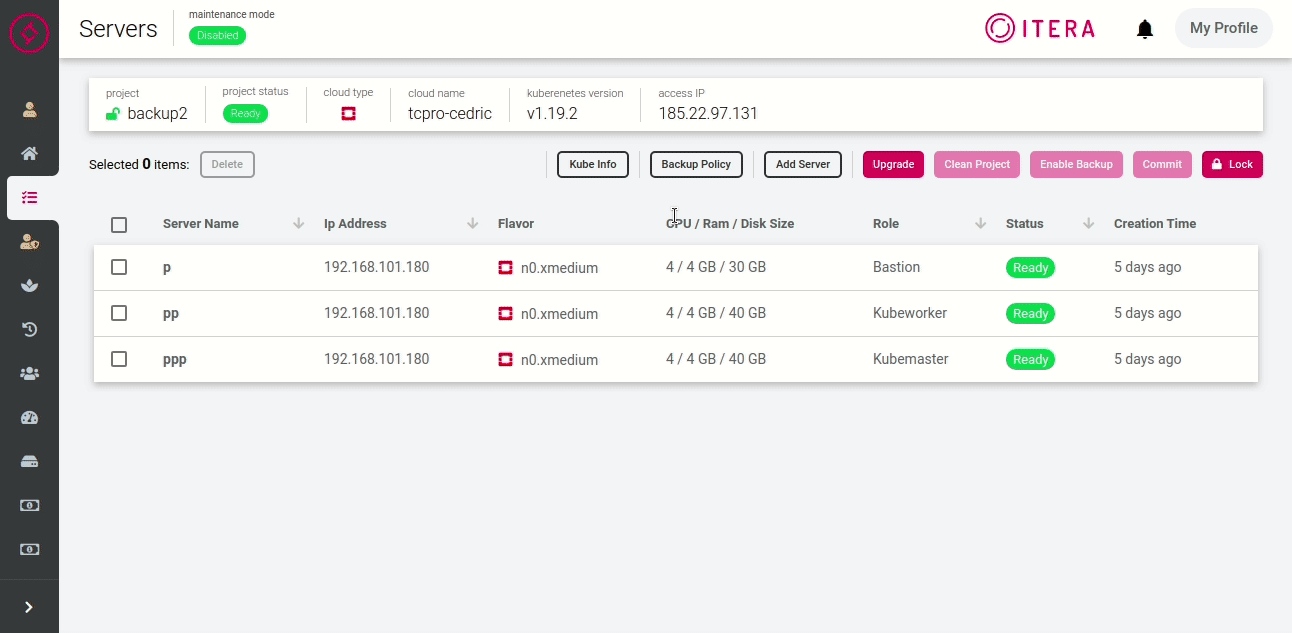 Servers
maintenance mode
Disabled
ITERA
My Profile
project
backup2
project status
Ready
cloud type
cloud name
tcpro-cedric
kuberenetes version
v1.19.2
access IP
185.22.97.131
Selected 0 items:
Delete
Kube Info
Backup Policy
Add Server
Upgrade
Clean Project
Enable Backup
Commit
Lock
Server Name
Ip Address
Flavor
CPU / Ram / Disk Size
Role
Status
Creation Time
p 192.168.101.180 n0.xmedium 4 / 4 GB / 30 GB Bastion Ready 5 days ago
pp 192.168.101.180 n0.xmedium 4 / 4 GB / 40 GB Kubeworker Ready 5 days ago
ppp 192.168.101.180 n0.xmedium 4 / 4 GB / 40 GB Kubemaster Ready 5 days ago